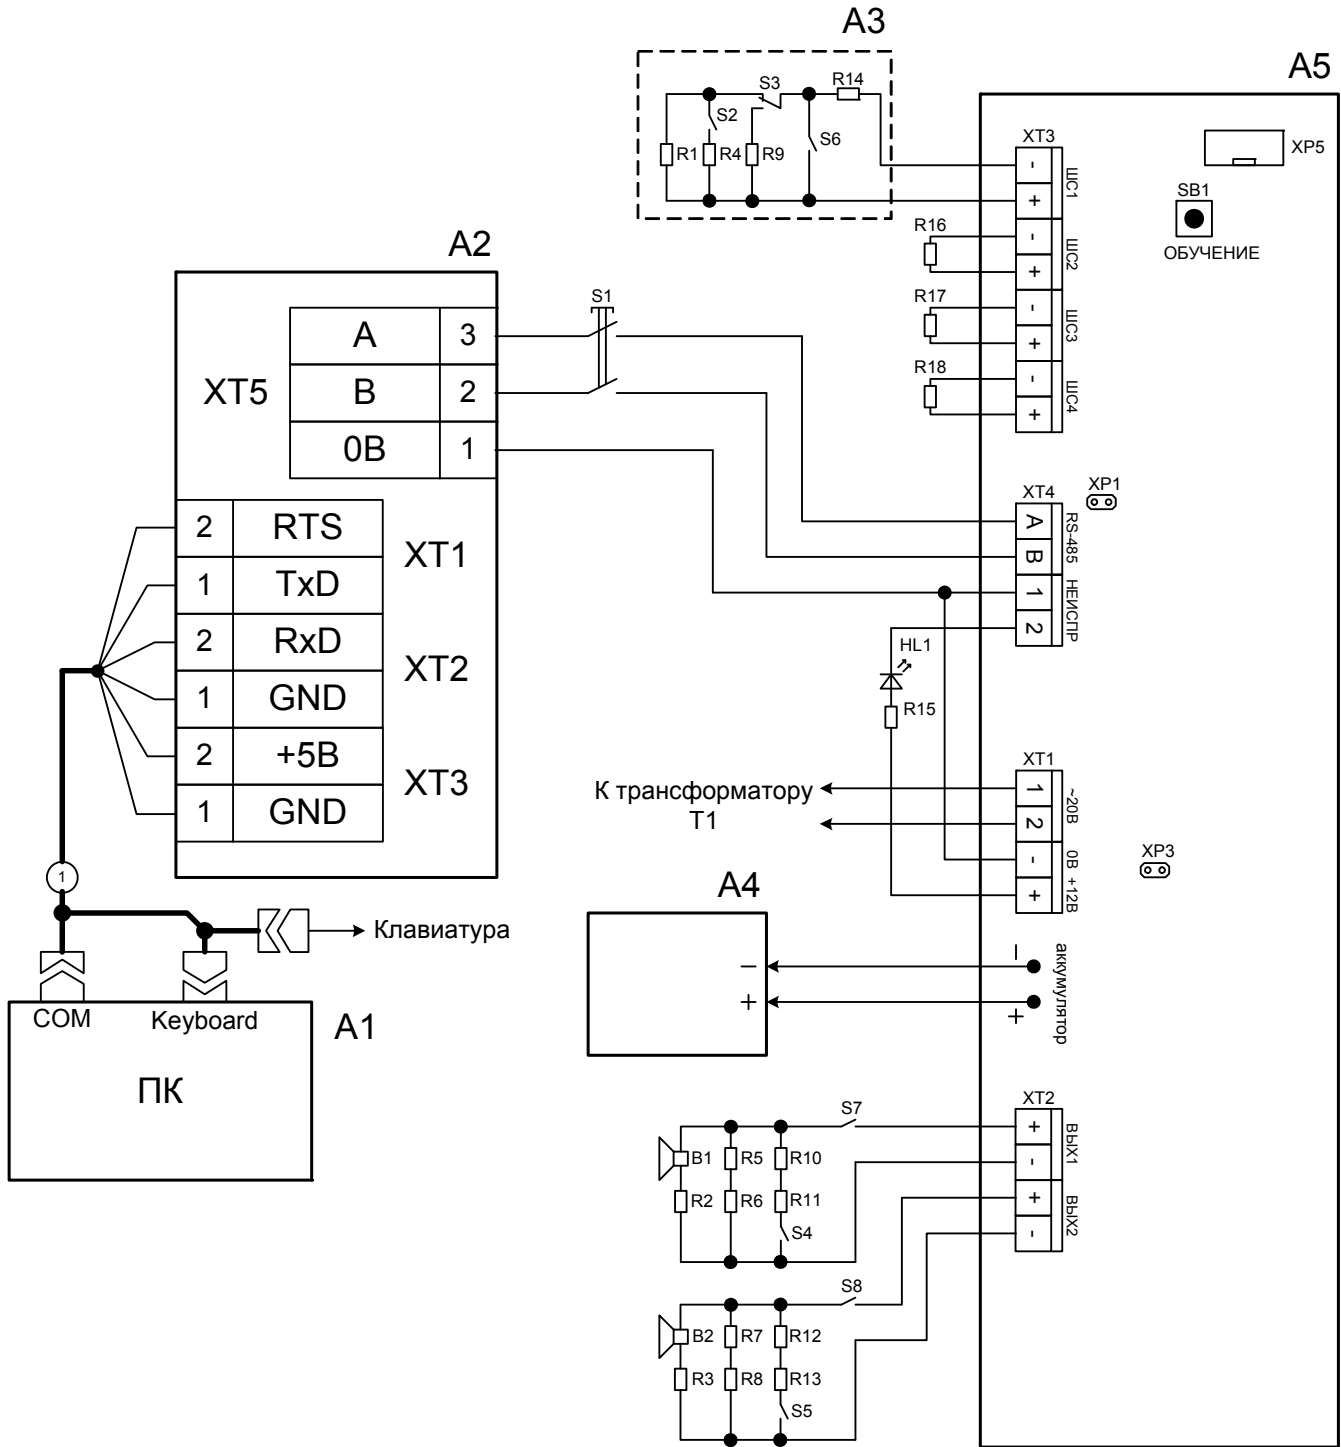 A3
A5
S3
R14
S2
S6
R1
R4
R9
XT3
-
+
ШС1
-
+
ШС2
-
+
ШС3
-
+
ШС4
XP5
SB1
ОБУЧЕНИЕ
R16
R17
R18
A2
S1
XT5
A 3
B 2
0В 1
2 RTS
1 TxD
XT1
2 RxD
1 GND
XT2
2 +5В
1 GND
XT3
XT4
XP1
A
B
RS-485
1
2
НЕИСПР
HL1
R15
К трансформатору
T1
XT1
1
2
~20В
-
+
0В +12В
XP3
A4
−
+
−
+
аккумулятор
1
Клавиатура
COM
Keyboard
A1
ПК
XT2
+
-
ВЫХ1
+
-
ВЫХ2
S7
B1
R5
R10
R2
R6
R11
S4
S8
B2
R7
R12
R3
R8
R13
S5